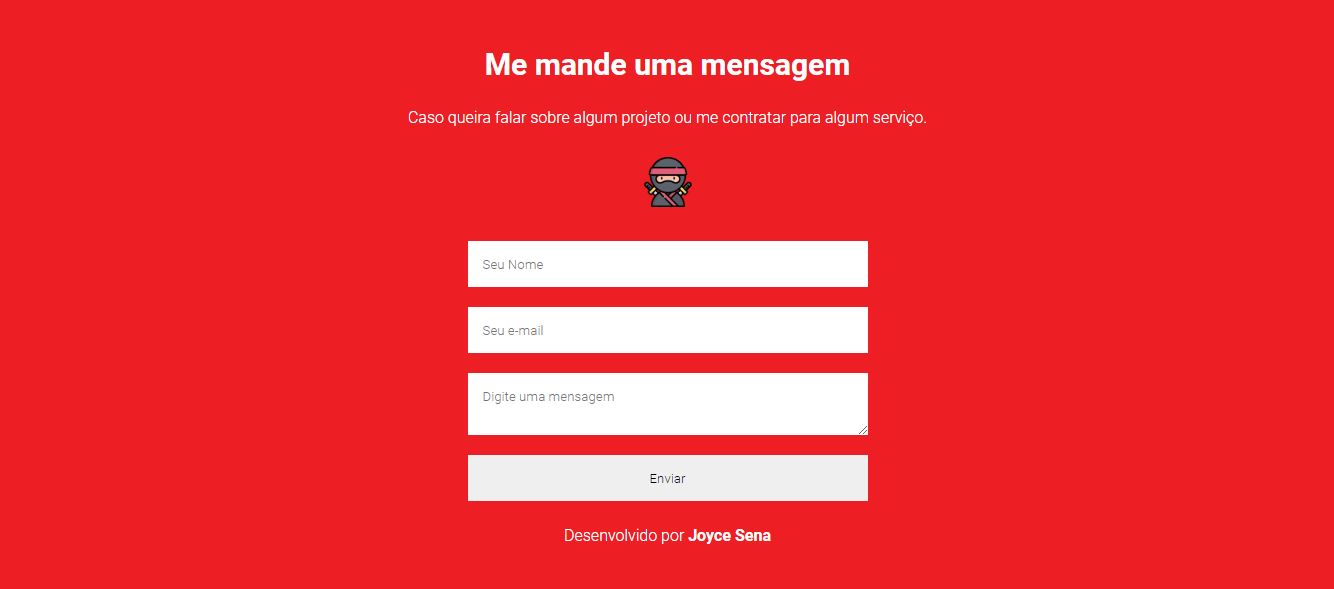 Me mande uma mensagem
Caso queira falar sobre algum projeto ou me contratar para algum serviço.
Seu Nome
Seu e-mail
Digite uma mensagem
Enviar
Desenvolvido por Joyce Sena